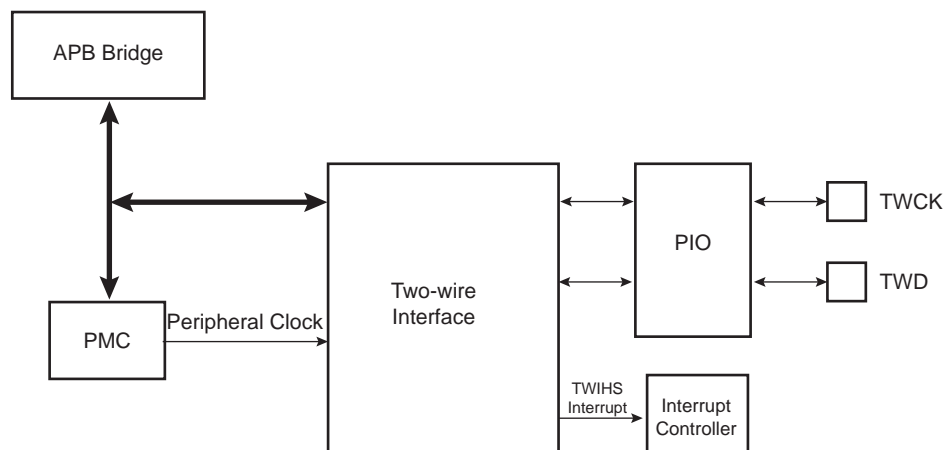 APB Bridge
TWCK
PIO
TWD
Two-wire
Interface
Peripheral Clock
PMC
TWIHS
Interrupt
Interrupt
Controller